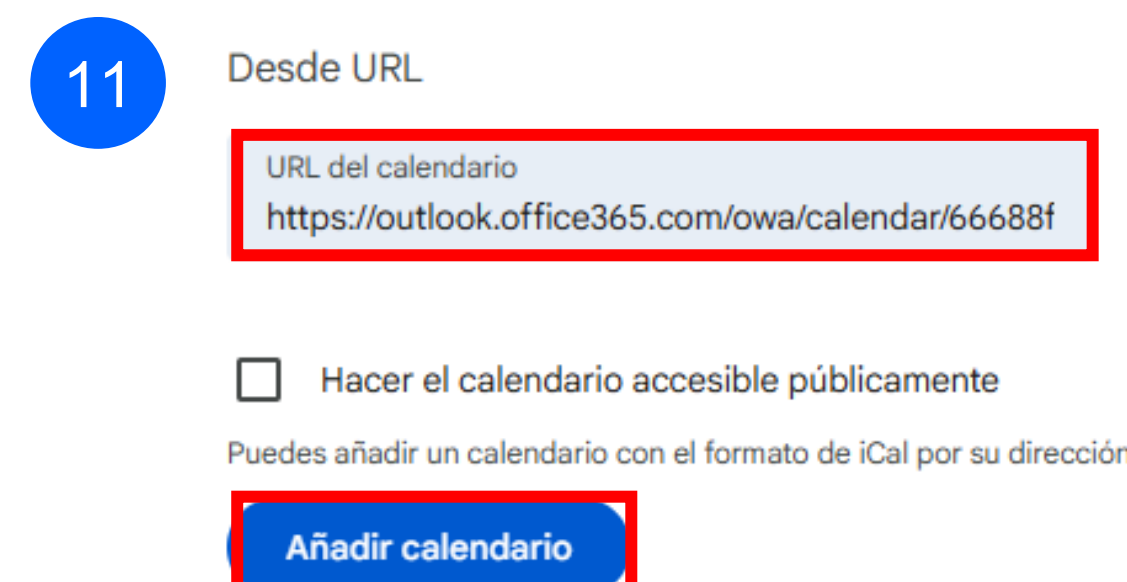 11
Desde URL
URL del calendario
https://outlook.office365.com/owa/calendar/66688f
Hacer el calendario accesible públicamente
Puedes añadir un calendario con el formato de iCal por su dirección
Añadir calendario